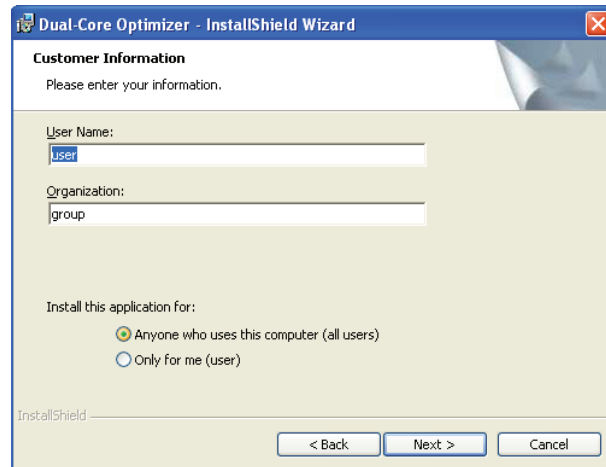 Dual-Core Optimizer - InstallShield Wizard
Customer Information
Please enter your information.
User Name:
user
Organization:
group
Install this application for:
Anyone who uses this computer (all users)
Only for me (user)
InstallShield
< Back Next > Cancel